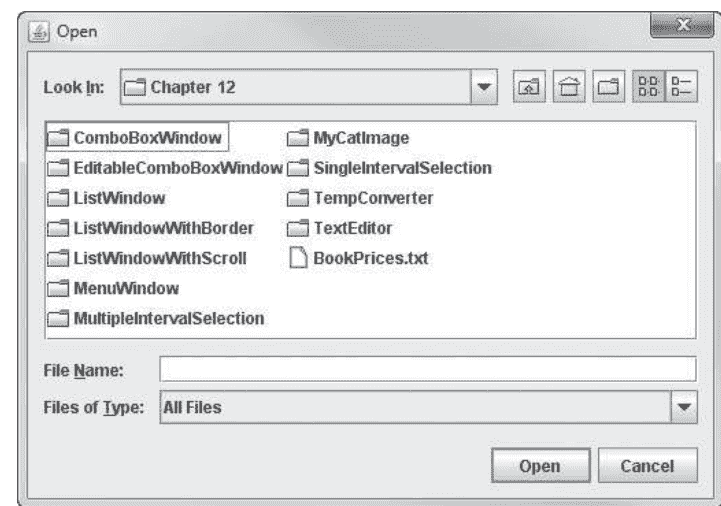 Open
Look In: Chapter 12
ComboBoxWindow
EditableComboBoxWindow
ListWindow
ListWindowWithBorder
ListWindowWithScroll
MenuWindow
MultipleIntervalSelection
MyCatImage
SingleIntervalSelection
TempConverter
TextEditor
BookPrices.txt
File Name:
Files of Type: All Files
Open Cancel